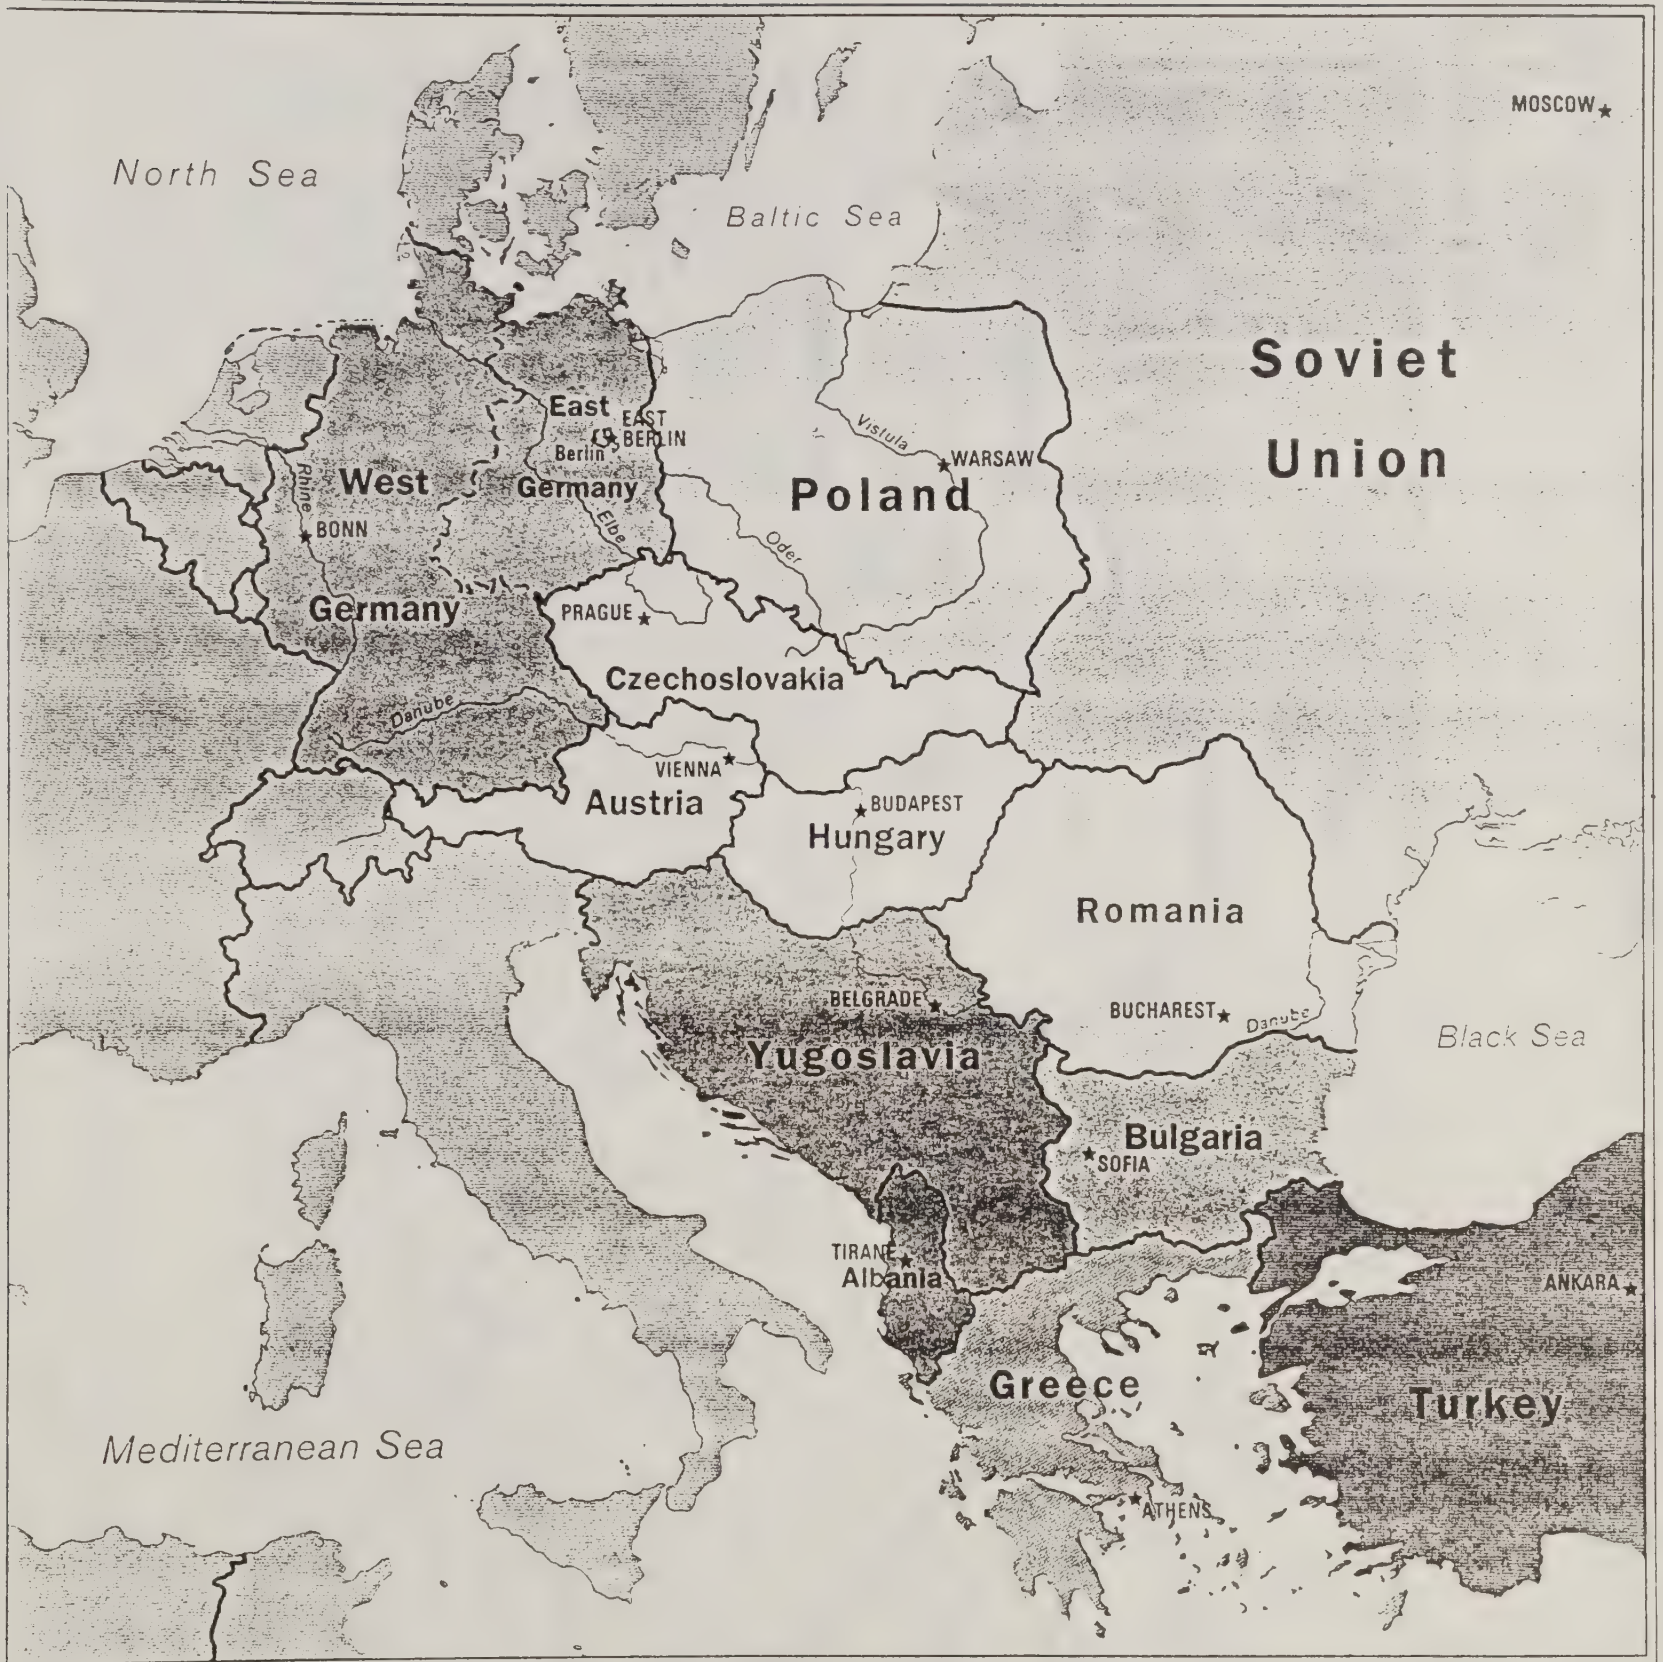 MOSCOW
North Sea
Baltic Sea
Soviet
Union
East
EAST
BERLIN
Berlin
Germany
West
Germany
Rhine
BONN
Elbe
Vistula
WARSAW
Poland
Oder
PRAGUE
Czechoslovakia
Danube
VIENNA
Austria
BUDAPEST
Hungary
Romania
BELGRADE
BUCHAREST
Danube
Black Sea
Yugoslavia
Bulgaria
SOFIA
TIRANE
Albania
ANKARA
Greece
Turkey
Mediterranean Sea
ATHENS